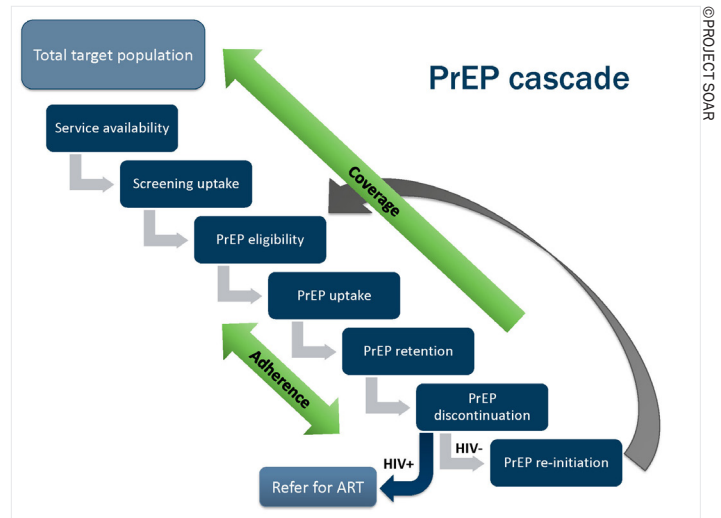 Total target population
PrEP cascade
©PROJECT SOAR
Service availability
Screening uptake
Coverage
PrEP eligibility
PrEP uptake
PrEP retention
Adherence
PrEP
discontinuation
HIV+
HIV-
PrEP re-initiation
Refer for ART